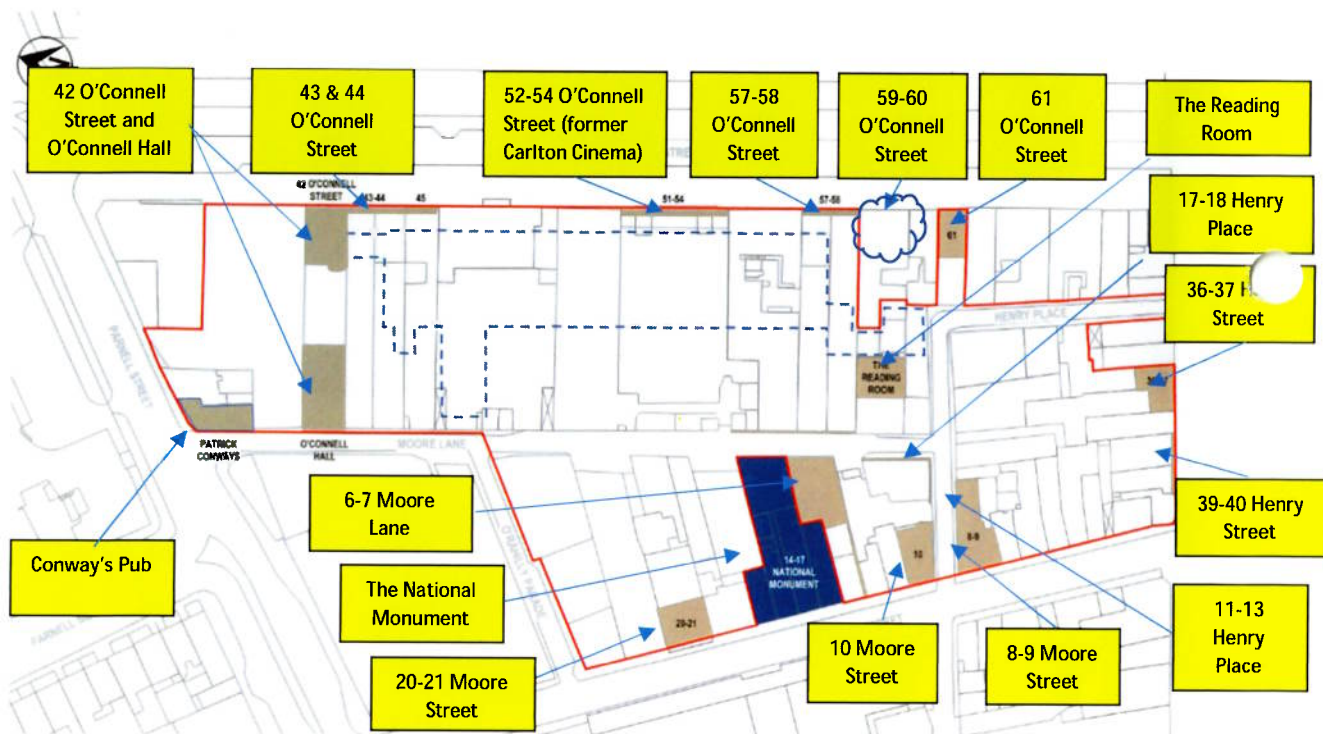 42 O'Connell
Street and
O'Connell Hall
43 & 44
O'Connell
Street
52-54 O'Connell
Street (former
Carlton Cinema)
57-58
O'Connell
Street
59-60
O'Connell
Street
61
O'Connell
Street
The Reading
Room
17-18 Henry
Place
36-37 H
Street
42 O'CONNELL
STREET
43-44
45
51-54
57-58
61
HENRY PLACE
PARNELL STREET
THE
READING
ROOM
PATRICK
CONWAYS
O'CONNELL
HALL
MOORE LANE
O'RAHILLY PARADE
6-7 Moore
Lane
39-40 Henry
Street
Conway's Pub
The National
Monument
14-17
NATIONAL
MONUMENT
10
8-9
20-21
11-13
Henry
Place
10 Moore
Street
8-9 Moore
Street
20-21 Moore
Street